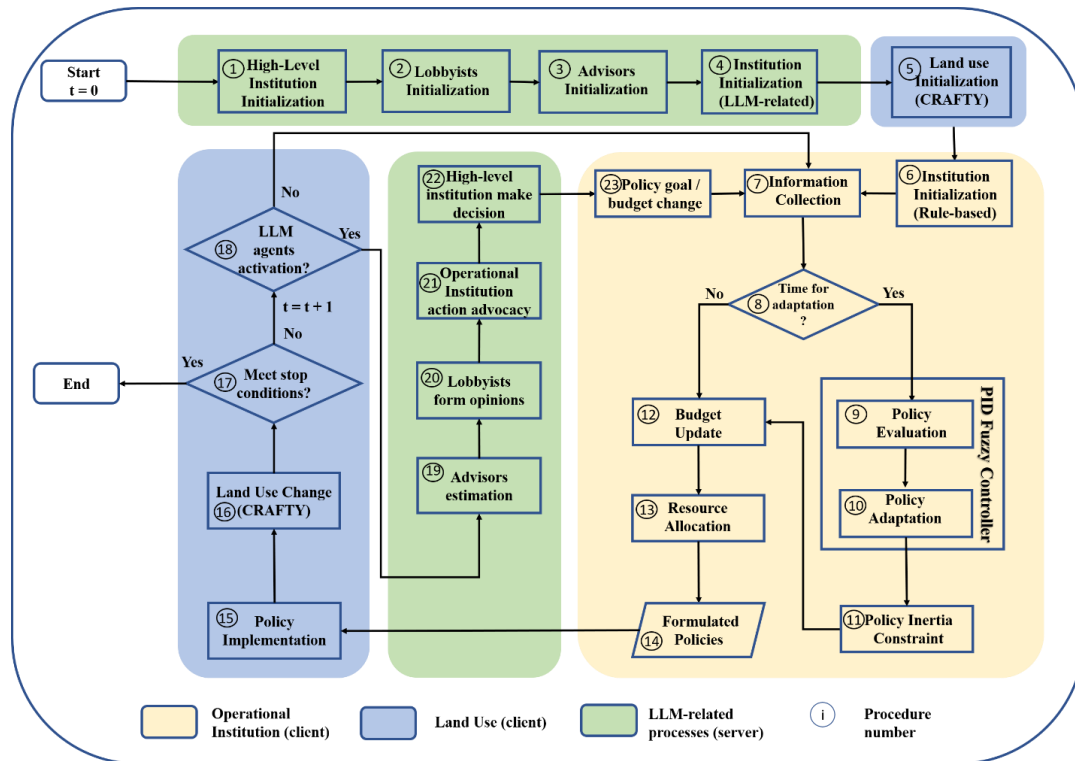 Start
t = 0
1 High-Level
Institution
Initialization
2 Lobbyists
Initialization
3 Advisors
Initialization
4 Institution
Initialization
(LLM-related)
5 Land use
Initialization
(CRAFTY)
6 Institution
Initialization
(Rule-based)
7 Information
Collection
23 Policy goal /
budget change
22 High-level
institution make
decision
No
18 LLM
agents
activation?
Yes
21 Operational
Institution
action advocacy
t = t + 1
No
Yes
17 Meet stop
conditions?
End
20 Lobbyists
form opinions
19 Advisors
estimation
No
8 Time for
adaptation
?
Yes
12 Budget
Update
9 Policy
Evaluation
PID Fuzzy Controller
10 Policy
Adaptation
13 Resource
Allocation
Land Use Change
16 (CRAFTY)
15 Policy
Implementation
Formulated
14 Policies
11 Policy Inertia
Constraint
Operational
Institution (client)
Land Use (client)
LLM-related
processes (server)
i
Procedure
number